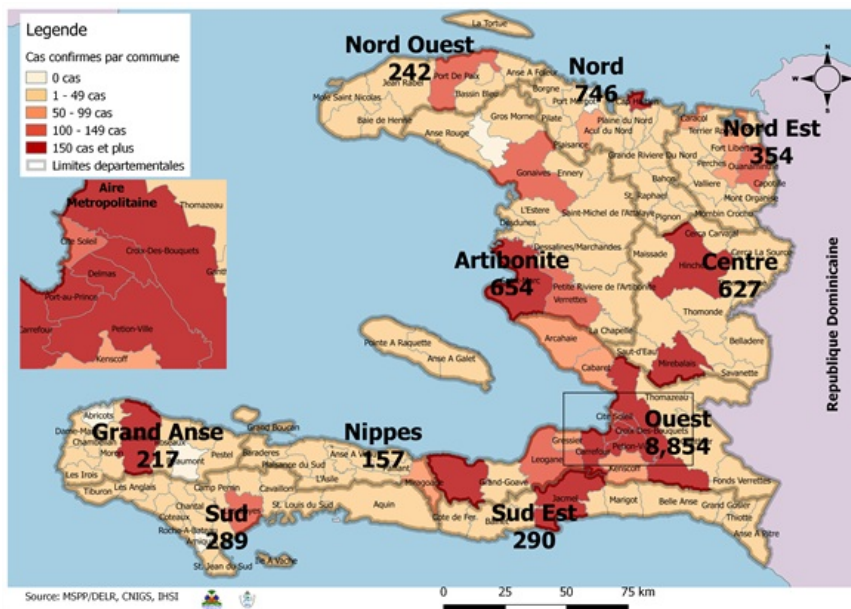 Legende
Cas confirmes par commune
0 cas
1 - 49 cas
50 - 99 cas
100 - 149 cas
150 cas et plus
Limites departementales
Aire
Metropolitaine
Thomazeau
Cite Soleil
Croix-Des-Bouquets
Delmas
Port-au-Prince
Carrefour
Petion-Ville
Kenscoff
La Tortue
Nord Ouest
242
Port De Paix
Jean Rabel
Anse A Foleur
Mole Saint Nicolas
Bassin Bleu
Baie de Henne
Anse Rouge
Gros Morne
Nord
746
Borgne
Port Margot
Cap Haitien
Pilate
Plaine du Nord
Acul du Nord
Plaisance
Grande Riviere Du Nord
Bahon
St. Raphael
Pignon
Nord Est
354
Caracol
Terrier
Fort Liberte
Perches
Ouanaminthe
Capotille
Valliere
Mont Organise
Mombin Crochu
Gonaives
Ennery
L'Estere
Saint-Michel de l'Attalaye
Desdunes
Dessalines/Marchandes
Artibonite
654
Petite Riviere de l'Artibonite
Verrettes
La Chapelle
Cerca Carvajal
Maissade
Cerca La Source
Centre
627
Thomonde
Belladere
Saut-d'Eau
Mirebalais
Savanette
Arcahaie
Cabaret
Pointe A Raquette
Anse A Galet
Thomazeau
Cite Soleil
Ouest
8,854
Croix-Des-Bouquets
Gressier
Carrefour
Leogane
Kenscoff
Fonds Verrettes
Grand-Goave
Abricots
Grand Anse
217
Moron
Les Irois
Pestel
Grand Boucan
Baraderes
Nippes
157
Plaisance du Sud
L'Asile
Miragoane
Tiburon
Les Anglais
Camp Perrin
Cavaillon
Chantal
St. Louis du Sud
Aquin
Coteaux
Sud
289
St. Jean du Sud
Ile A Vache
Cote de Fer
Jacmel
Sud Est
290
Marigot
Belle Anse
Grand Gosier
Thiotte
Anse A Pitre
Republique Dominicaine
N
W
E
S
Source: MSPP/DELR, CNIGS, IHSI
0 25 50 75 km